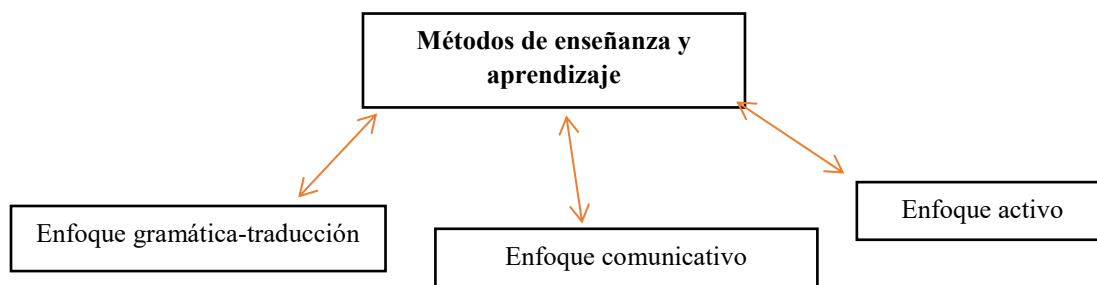 Métodos de enseñanza y
aprendizaje
Enfoque gramática-traducción
Enfoque comunicativo
Enfoque activo